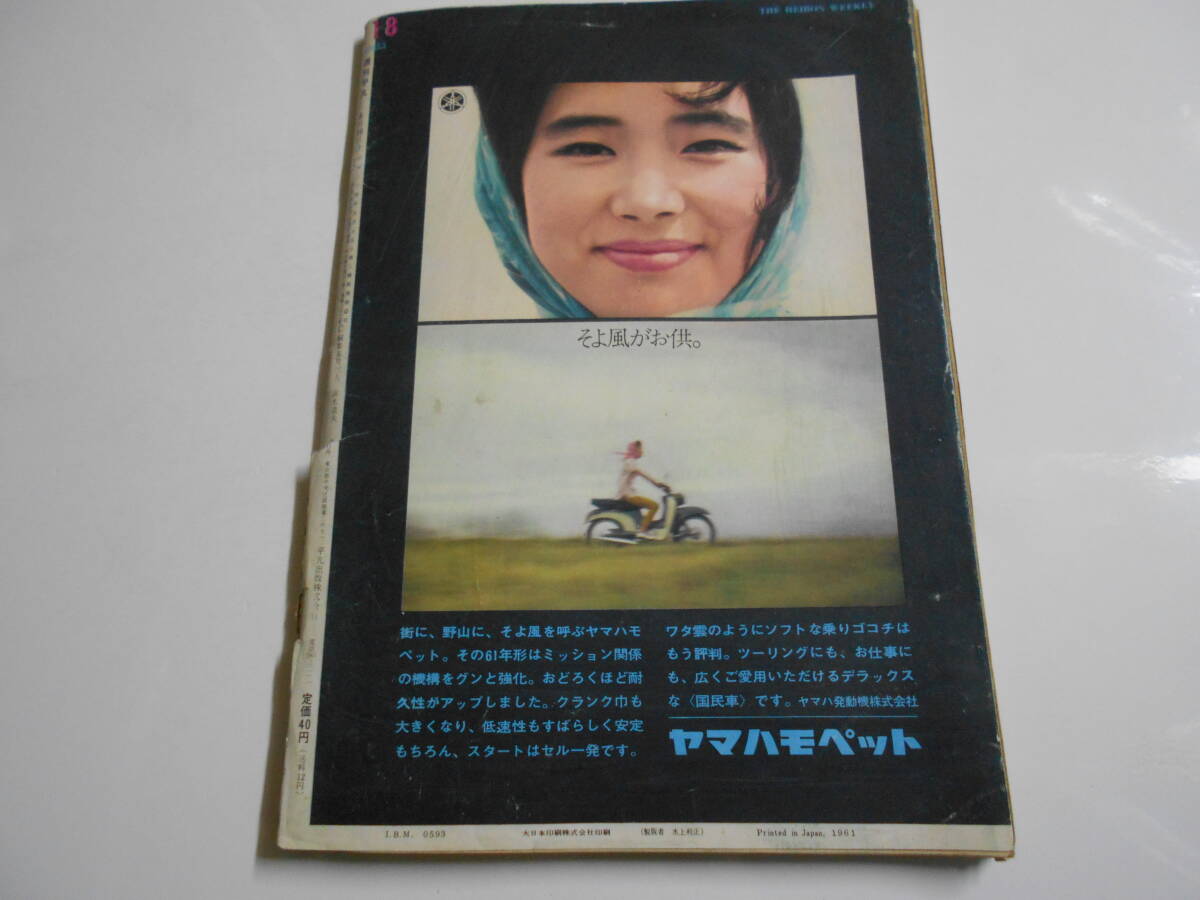 THE HEIBON WEEKLY
8
そよ風がお供。
街に、野山に、そよ風を呼ぶヤマハモ
ペット。その61年形はミッション関係
の機構をグンと強化。おどろくほど耐
久性がアップしました。クランク巾も
大きくなり、低速性もすばらしく安定
もちろん、スタートはセル一発です。
ワタ雲のようにソフトな乗りゴコチは
もう評判。ツーリングにも、お仕事に
も、広くご愛用いただけるデラックス
な〈国民車〉です。ヤマハ発動機株式会社
ヤマハモペット
定価40円
I.B.M. 0593
大日本印刷株式会社印刷
(製版者 水上利正)
Printed in Japan, 1961